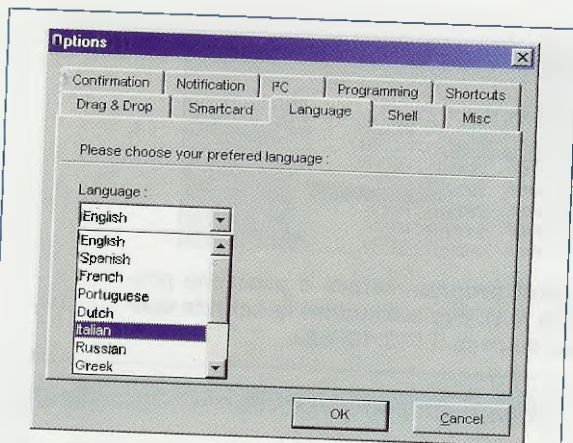 Options
Confirmation Notification I²C Programming Shortcuts
Drag & Drop Smartcard Language Shell Misc
Please choose your prefered language :
Language :
English
English
Spanish
French
Portuguese
Dutch
Italian
Russian
Greek
OK Cancel